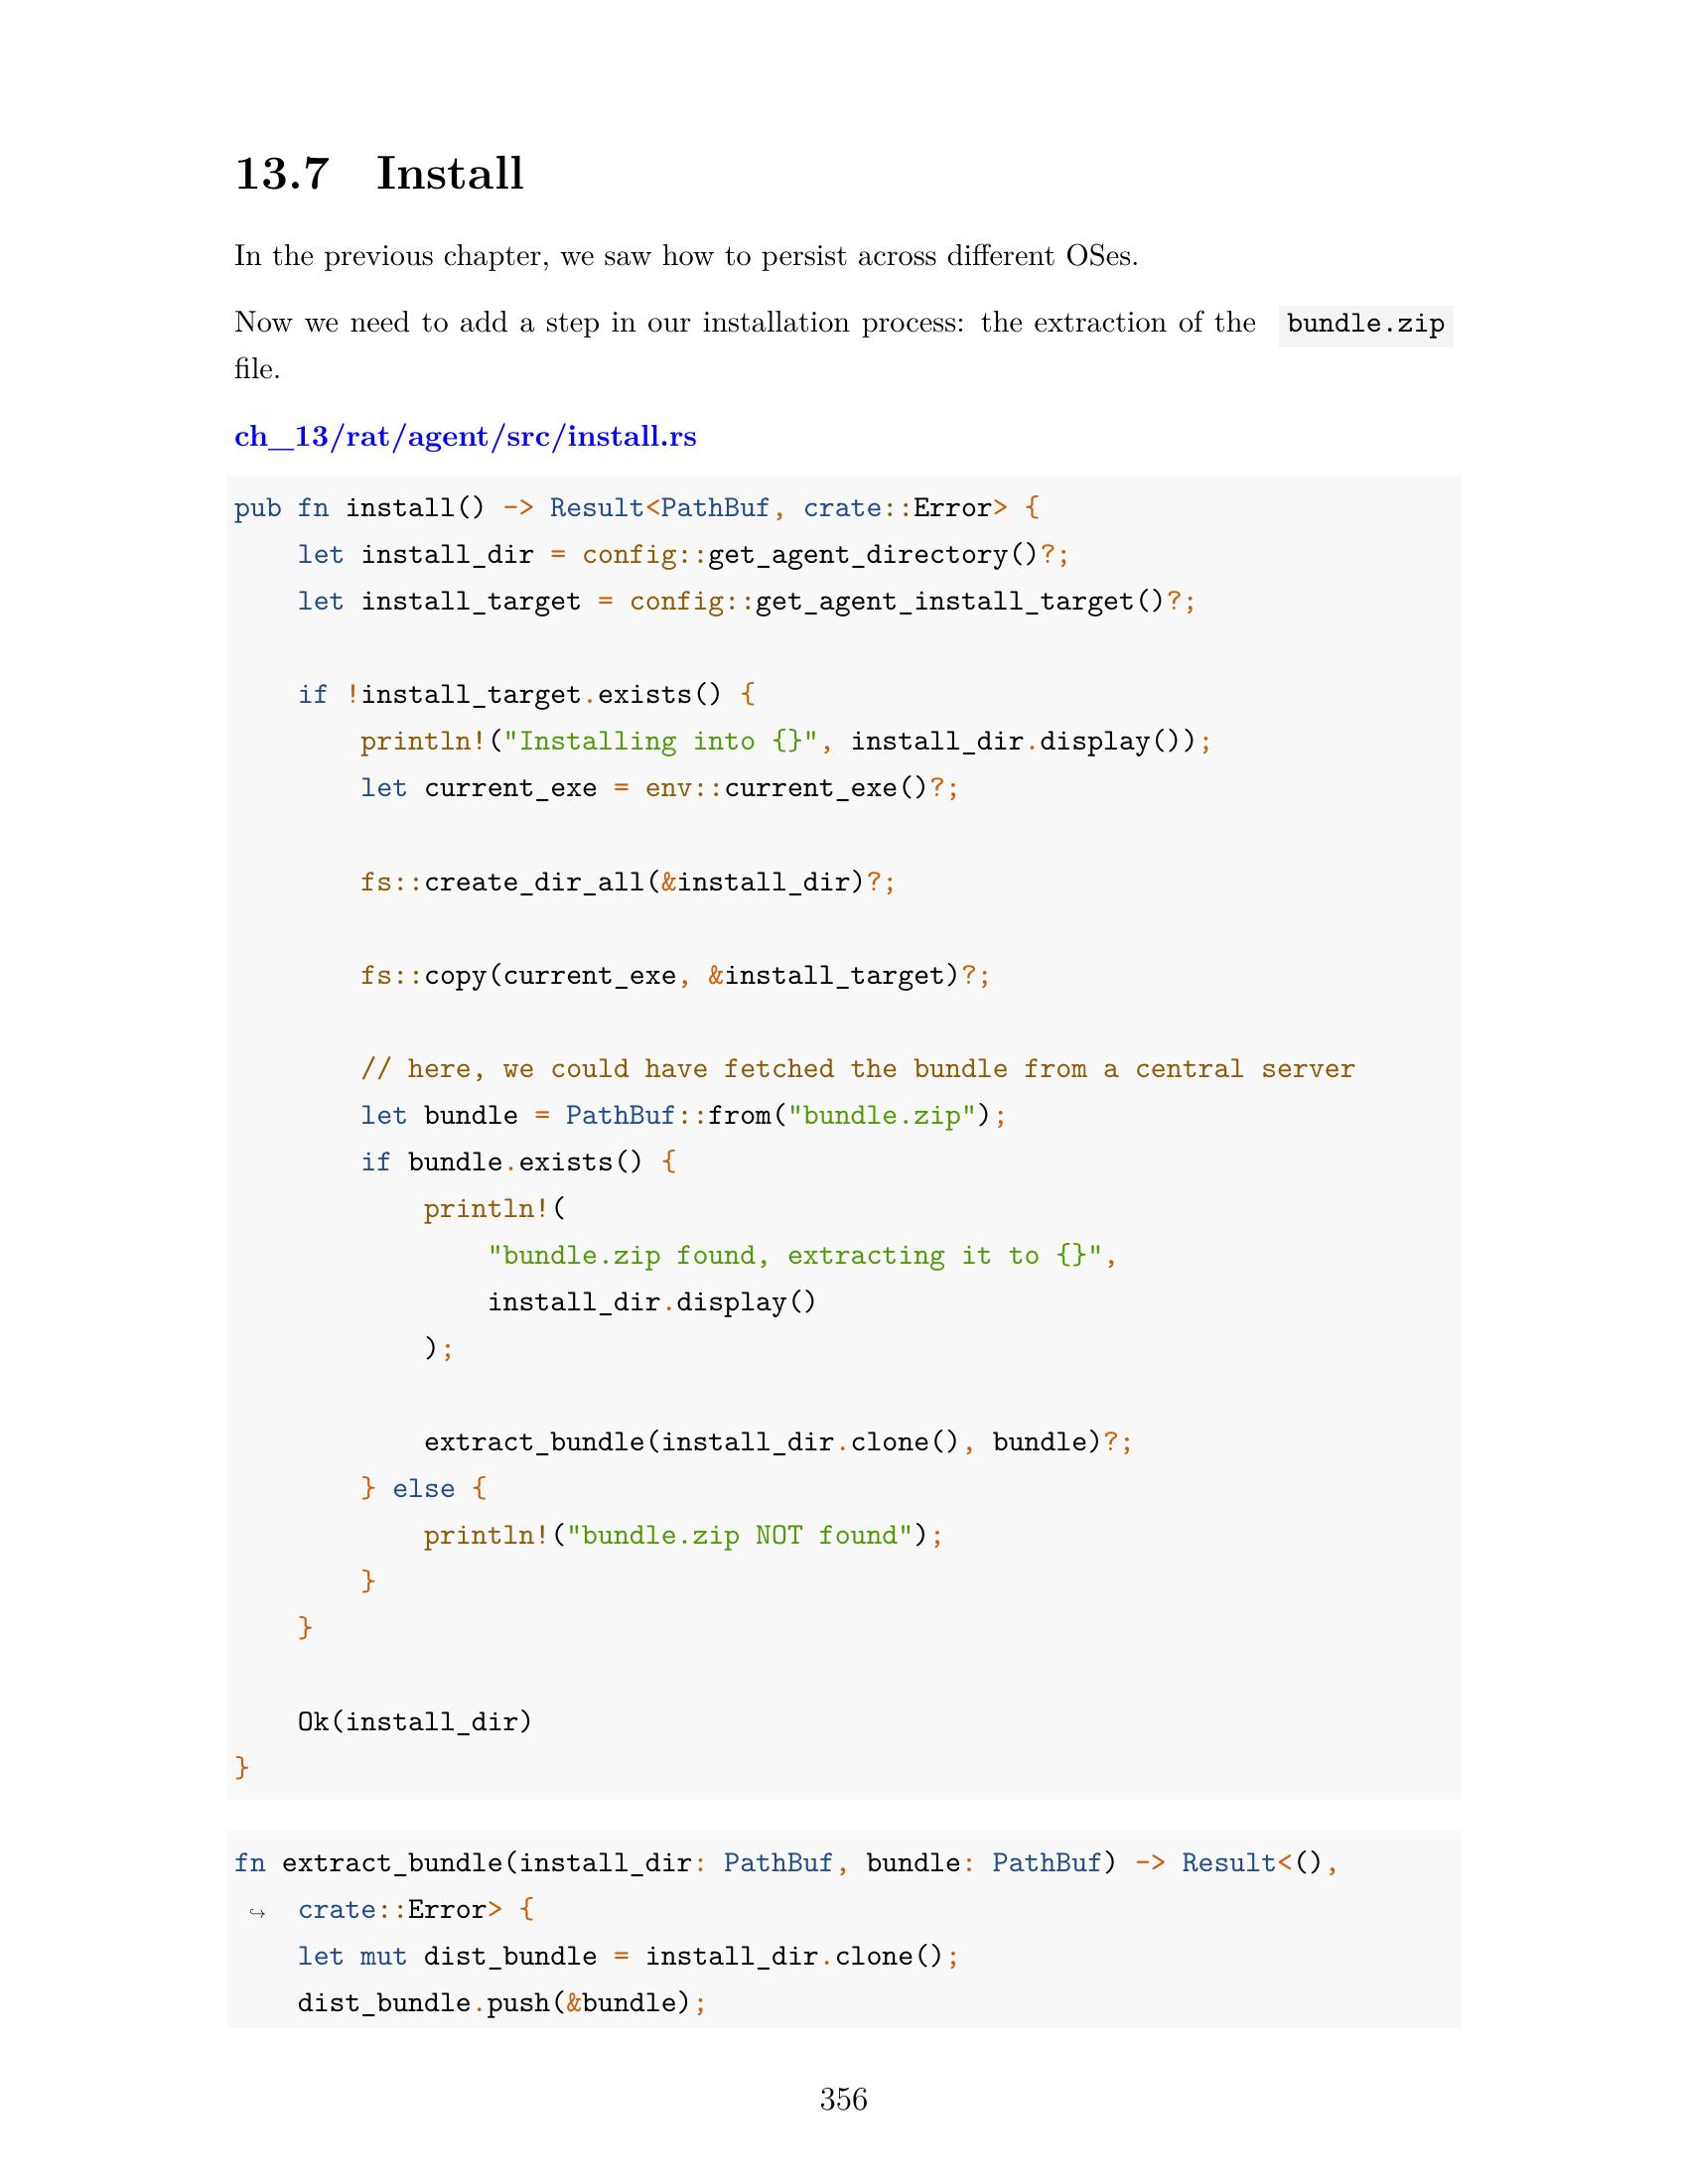 13.7 Install
In the previous chapter, we saw how to persist across different OSes.
Now we need to add a step in our installation process: the extraction of the bundle.zip
file.
ch_13/rat/agent/src/install.rs
pub fn install() -> Result<PathBuf, crate::Error> {
    let install_dir = config::get_agent_directory()?;
    let install_target = config::get_agent_install_target()?;

    if !install_target.exists() {
        println!("Installing into {}", install_dir.display());
        let current_exe = env::current_exe()?;

        fs::create_dir_all(&install_dir)?;

        fs::copy(current_exe, &install_target)?;

        // here, we could have fetched the bundle from a central server
        let bundle = PathBuf::from("bundle.zip");
        if bundle.exists() {
            println!(
                "bundle.zip found, extracting it to {}",
                install_dir.display()
            );

            extract_bundle(install_dir.clone(), bundle)?;
        } else {
            println!("bundle.zip NOT found");
        }
    }

    Ok(install_dir)
}
fn extract_bundle(install_dir: PathBuf, bundle: PathBuf) -> Result<(),
↪ crate::Error> {
    let mut dist_bundle = install_dir.clone();
    dist_bundle.push(&bundle);
356